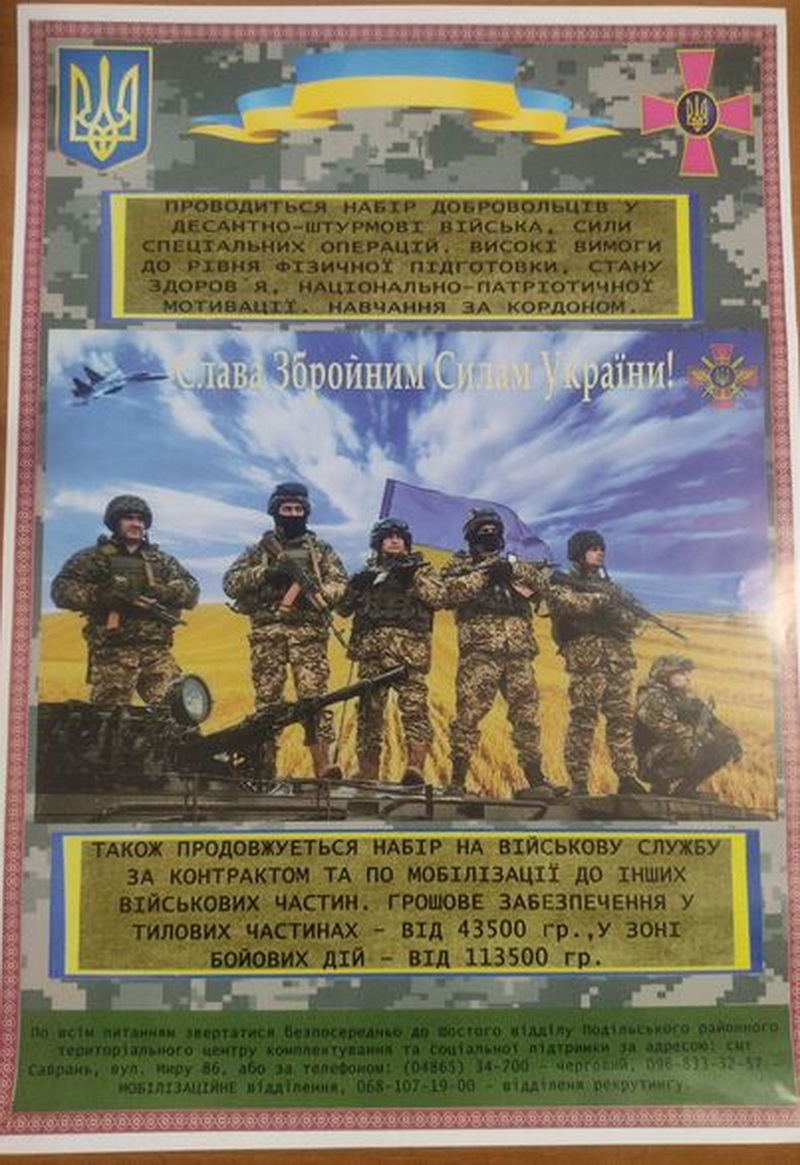 ПРОВОДИТЬСЯ НАБІР ДОБРОВОЛЬЦІВ У
ДЕСАНТНО-ШТУРМОВІ ВІЙСЬКА, СИЛИ
СПЕЦІАЛЬНИХ ОПЕРАЦІЙ. ВИСОКІ ВИМОГИ
ДО РІВНЯ ФІЗИЧНОЇ ПІДГОТОВКИ, СТАНУ
ЗДОРОВ`Я, НАЦІОНАЛЬНО-ПАТРІОТИЧНОЇ
МОТИВАЦІЇ. НАВЧАННЯ ЗА КОРДОНОМ.
Слава Збройним Силам України!
ТАКОЖ ПРОДОВЖУЄТЬСЯ НАБІР НА ВІЙСЬКОВУ СЛУЖБУ
ЗА КОНТРАКТОМ ТА ПО МОБІЛІЗАЦІЇ ДО ІНШИХ
ВІЙСЬКОВИХ ЧАСТИН. ГРОШОВЕ ЗАБЕЗПЕЧЕННЯ У
ТИЛОВИХ ЧАСТИНАХ - ВІД 43500 гр.,У ЗОНІ
БОЙОВИХ ДІЙ - ВІД 113500 гр.
По всім питанням звертатися безпосередньо до шостого відділу Подільського районного
територіального центру комплектування та соціальної підтримки за адресою: смт
Саврань, вул. Миру 86, або за телефоном: (04865) 34-700 - черговий, 096-833-32-57 -
МОБІЛІЗАЦІЙНЕ відділення, 068-107-19-00 - відділеня рекрутингу.